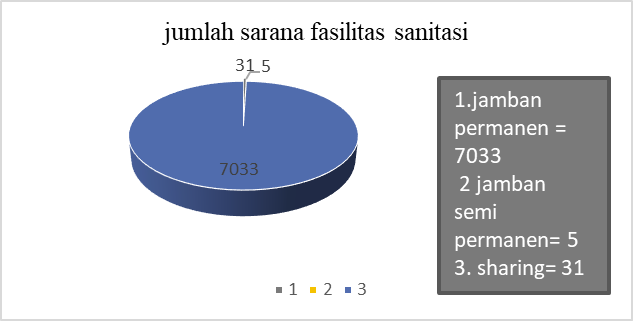 jumlah sarana fasilitas sanitasi
31 5
7033
1.jamban
permanen =
7033
2 jamban
semi
permanen= 5
3. sharing= 31
1 2 3